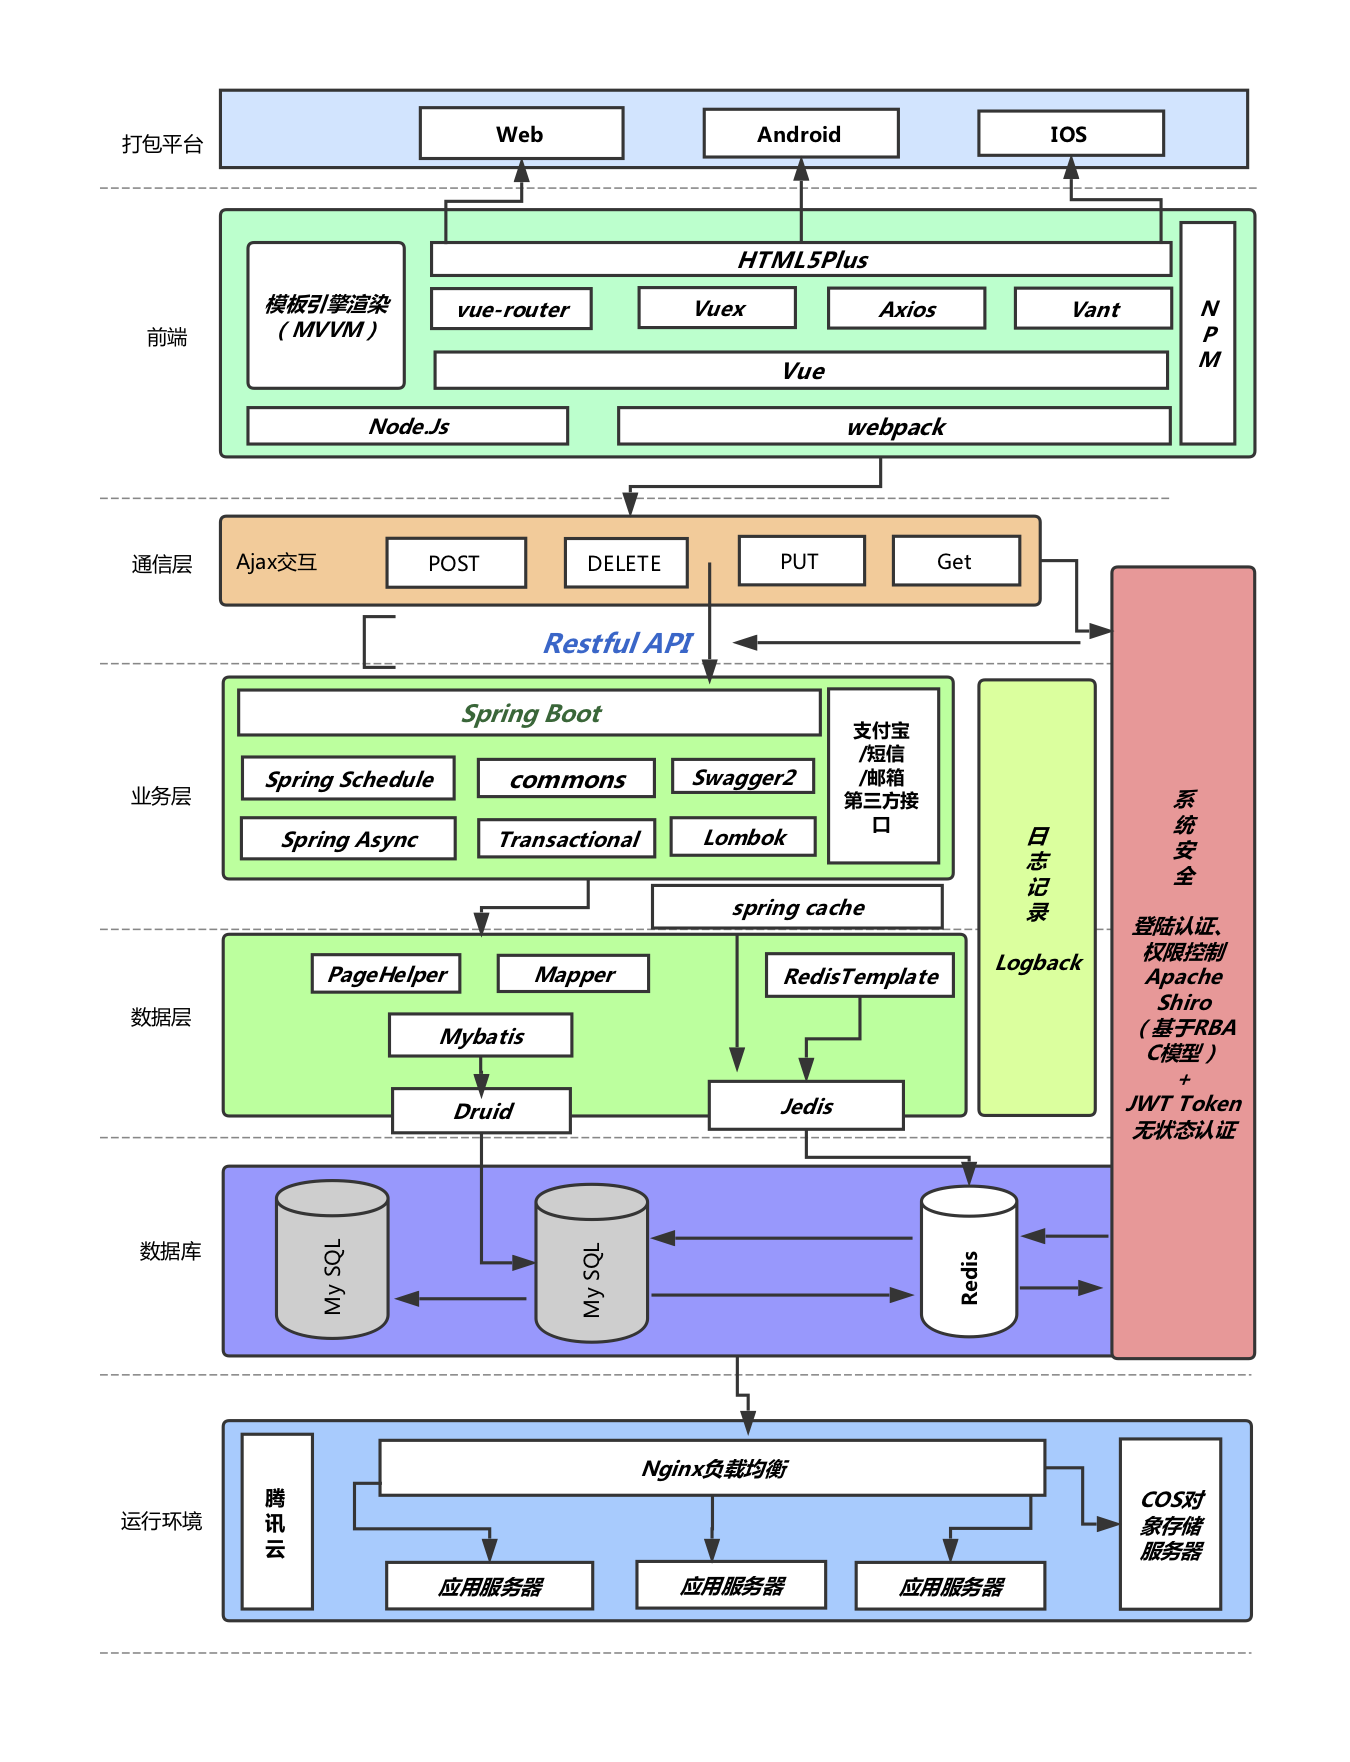 打包平台
Web
Android
IOS
前端
模板引擎渲染
（MVVM）
HTML5Plus
vue-router
Vuex
Axios
Vant
Vue
Node.Js
webpack
N
P
M
通信层
Ajax交互
POST
DELETE
PUT
Get
Restful API
业务层
Spring Boot
Spring Schedule
commons
Swagger2
Spring Async
Transactional
Lombok
支付宝
/短信
/邮箱
第三方接
口
spring cache
数据层
PageHelper
Mapper
RedisTemplate
Mybatis
Druid
Jedis
日
志
记
录
Logback
系
统
安
全
登陆认证、
权限控制
Apache
Shiro
（基于RBA
C模型）
+
JWT Token
无状态认证
数据库
My SQL
My SQL
Redis
运行环境
腾
讯
云
Nginx负载均衡
应用服务器
应用服务器
应用服务器
COS对
象存储
服务器